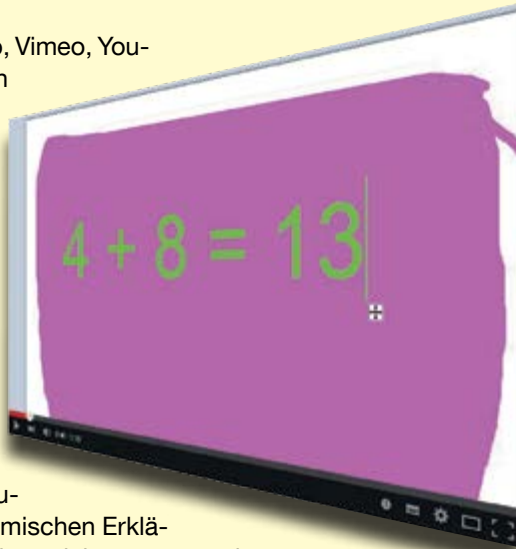 o, Vimeo, You-
n
4 + 8 = 13
u-
mischen Erklä-